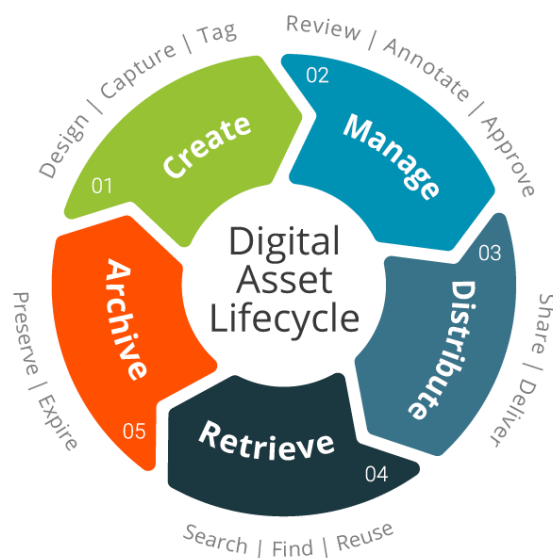 Digital
Asset
Lifecycle
01
Create
Design | Capture | Tag
02
Manage
Review | Annotate | Approve
03
Distribute
Share | Deliver
04
Retrieve
Search | Find | Reuse
05
Archive
Preserve | Expire